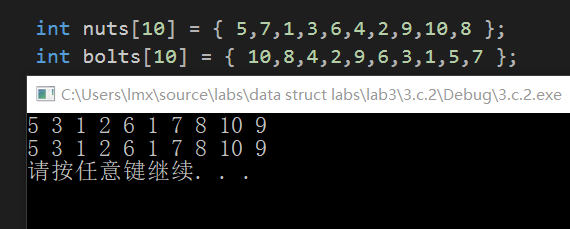 int nuts[10] = { 5,7,1,3,6,4,2,9,10,8 };
int bolts[10] = { 10,8,4,2,9,6,3,1,5,7 };
C:\Users\lmx\source\labs\data struct labs\lab3\3.c.2\Debug\3.c.2.exe
5 3 1 2 6 1 7 8 10 9
5 3 1 2 6 1 7 8 10 9
请按任意键继续. . .